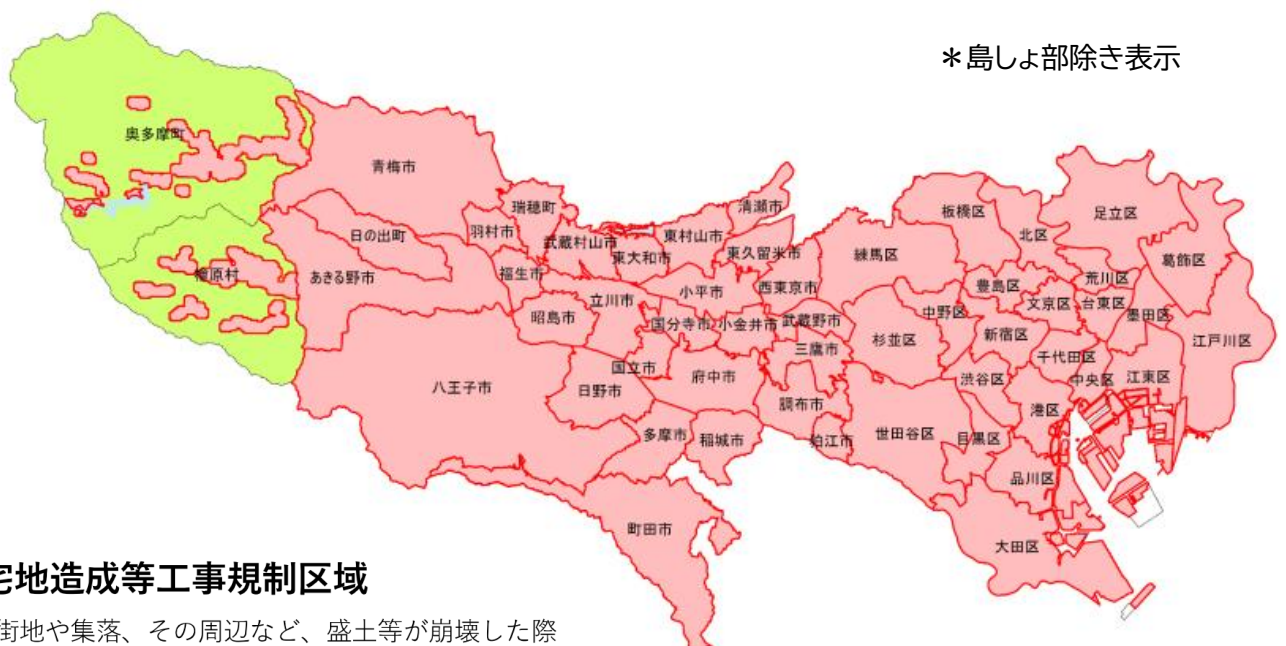 ＊島しょ部除き表示
奥多摩町
青梅市
瑞穂町
清瀬市
板橋区
足立区
日の出町
羽村市
武蔵村山市
東村山市
北区
東大和市
東久留米市
練馬区
葛飾区
檜原村
あきる野市
福生市
小平市
西東京市
豊島区
荒川区
立川市
文京区
台東区
昭島市
国分寺市
小金井市
武蔵野市
中野区
墨田区
杉並区
新宿区
江戸川区
三鷹市
千代田区
国立市
府中市
渋谷区
中央区
江東区
八王子市
日野市
調布市
港区
多摩市
稲城市
狛江市
世田谷区
目黒区
品川区
町田市
大田区
宅地造成等工事規制区域
街地や集落、その周辺など、盛土等が崩壊した際